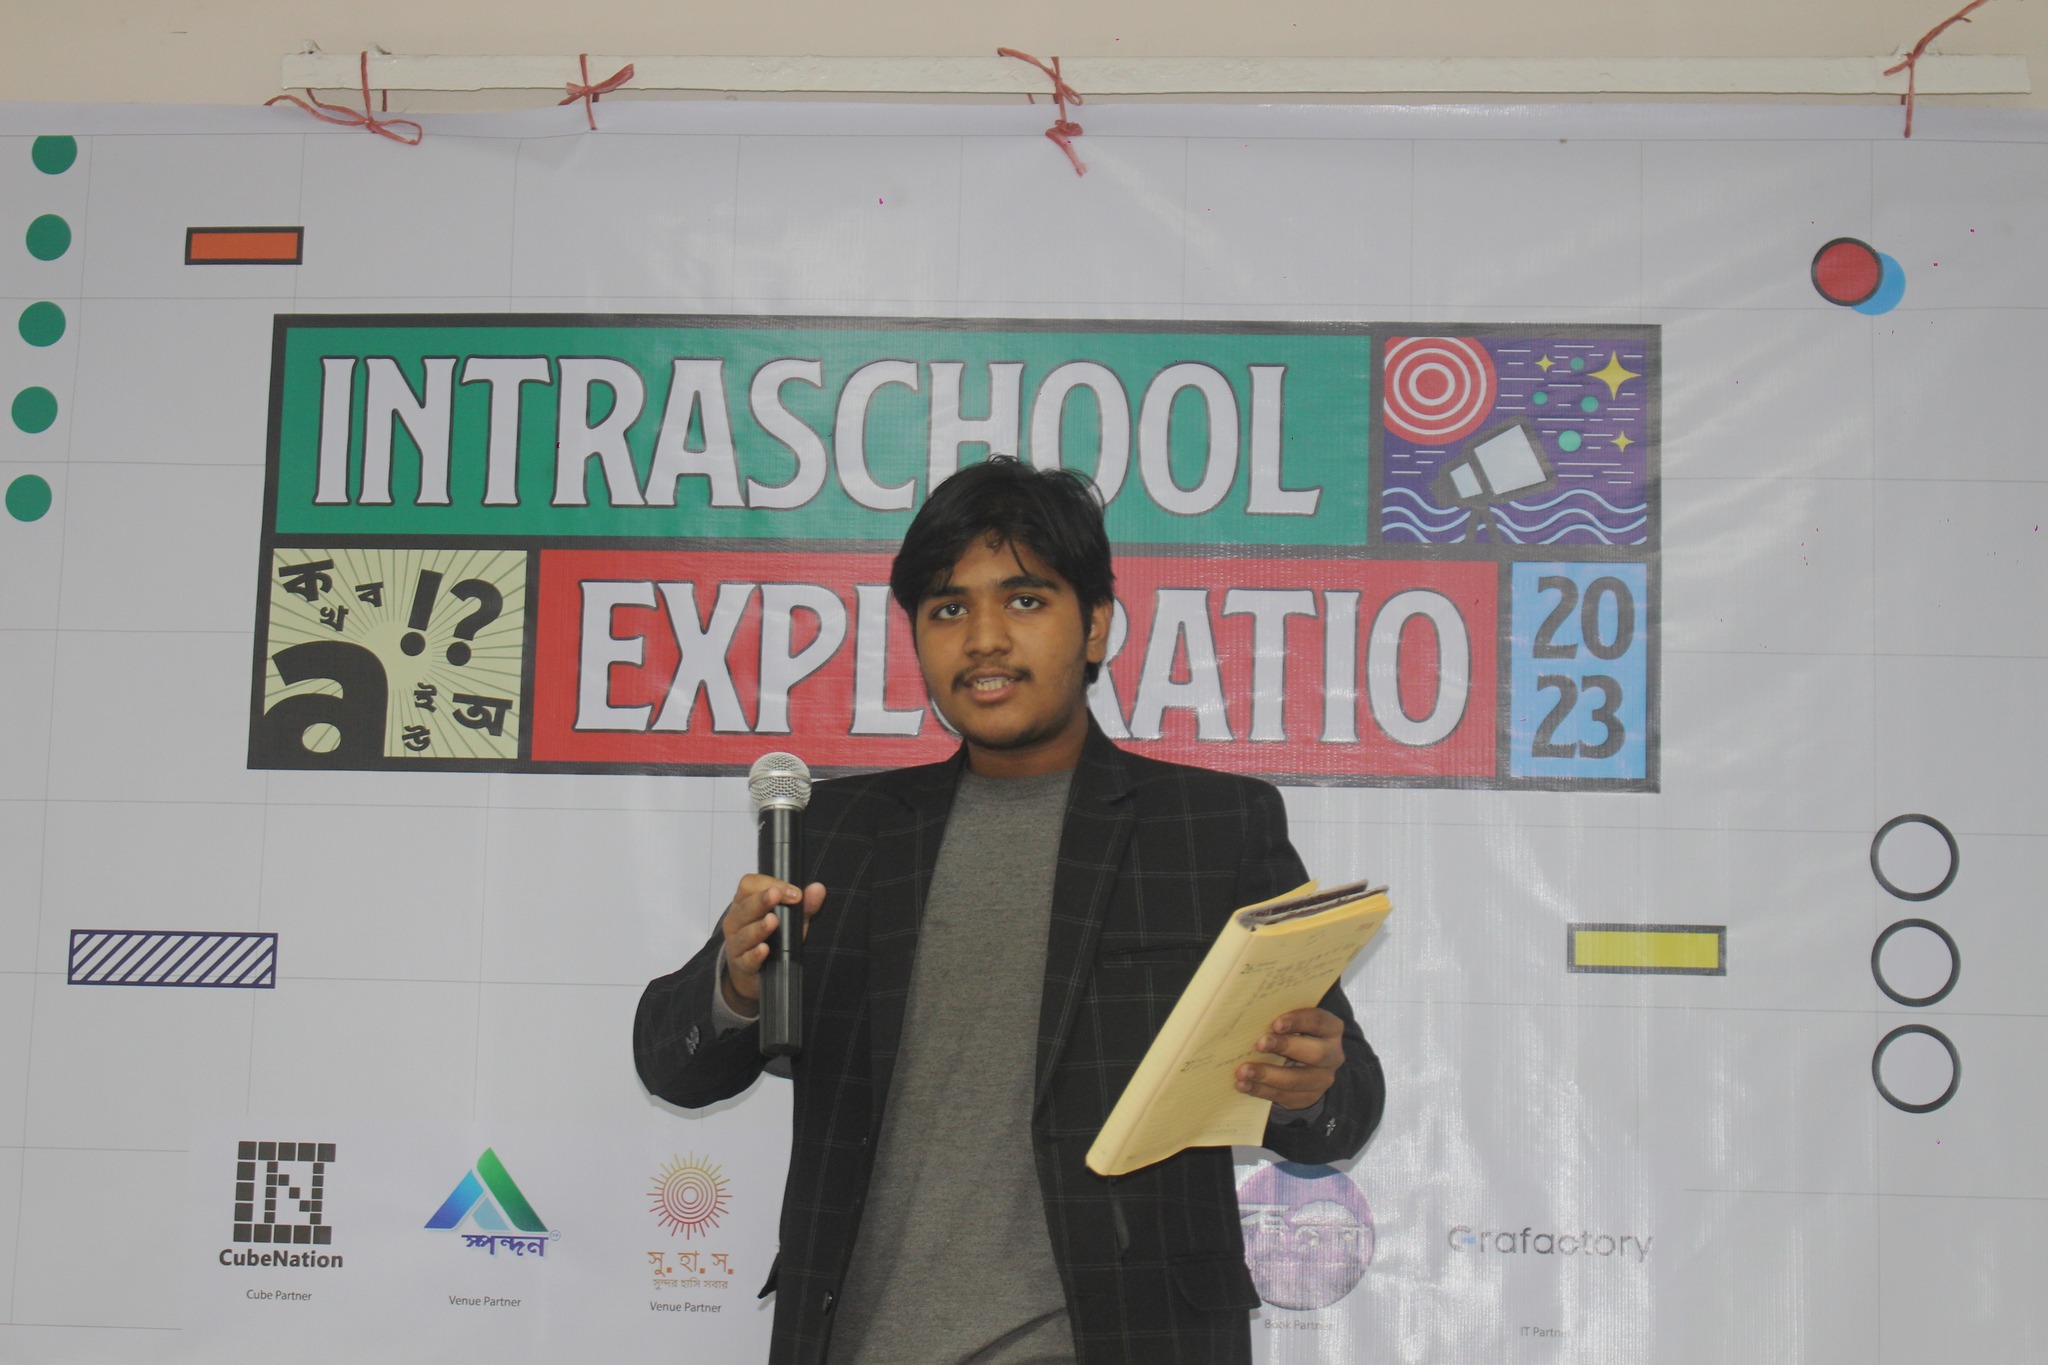 INTRASCHOOL
EXPL RATIO
20
23
ক
খ
ব
!?
a
ই
উ
অ
CubeNation
Cube Partner
স্পন্দন
Venue Partner
সু. হা. স.
সুন্দর হাসি সবার
Venue Partner
Book Partner
Grafactory
IT Partner